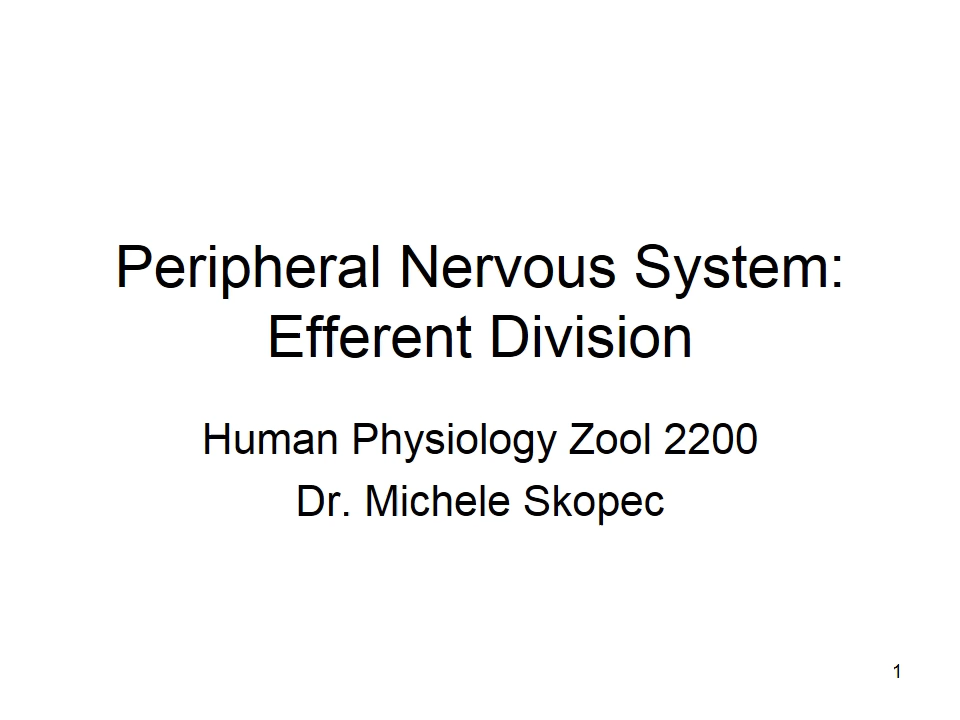 Peripheral Nervous System:
Efferent Division
Human Physiology Zool 2200
Dr. Michele Skopec
1